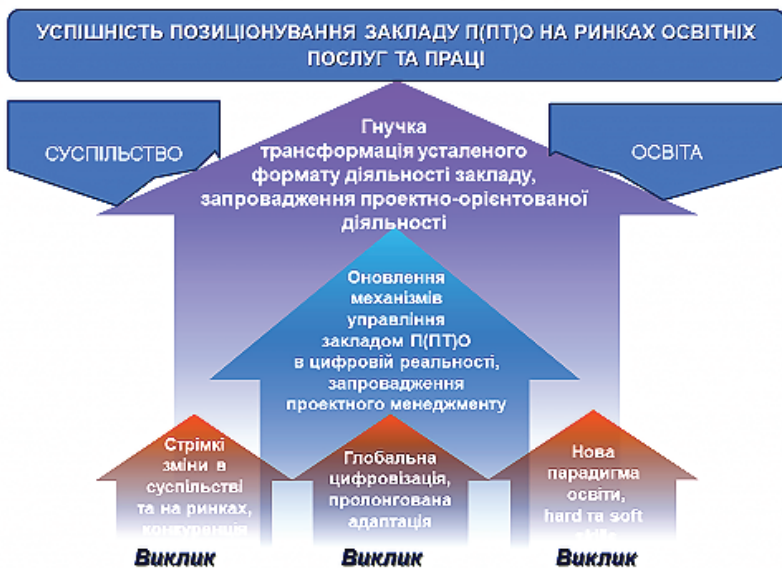 УСПІШНІСТЬ ПОЗИЦІОНУВАННЯ ЗАКЛАДУ П(ПТ)О НА РИНКАХ ОСВІТНІХ
ПОСЛУГ ТА ПРАЦІ
СУСПІЛЬСТВО
Гнучка
трансформація усталеного
формату діяльності закладу,
запровадження проектно-орієнтованої
діяльності
ОСВІТА
Оновлення
механізмів
управління
закладом П(ПТ)О
в цифровій реальності,
запровадження
проектного менеджменту
Стрімкі
зміни в
суспільстві
та на ринках,
конкуренція
Глобальна
цифровізація,
пролонгована
адаптація
Нова
парадигма
освіти,
hard та soft
skills
Виклик
Виклик
Виклик